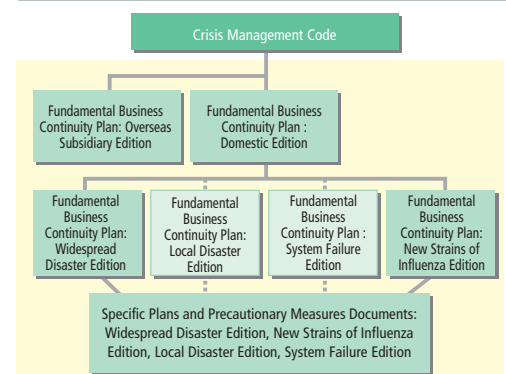 Crisis Management Code
Fundamental Business
Continuity Plan: Overseas
Subsidiary Edition
Fundamental Business
Continuity Plan :
Domestic Edition
Fundamental
Business
Continuity Plan:
Widespread
Disaster Edition
Fundamental
Business
Continuity Plan:
Local Disaster
Edition
Fundamental
Business
Continuity Plan :
System Failure
Edition
Fundamental
Business
Continuity Plan:
New Strains of
Influenza Edition
Specific Plans and Precautionary Measures Documents:
Widespread Disaster Edition, New Strains of Influenza
Edition, Local Disaster Edition, System Failure Edition